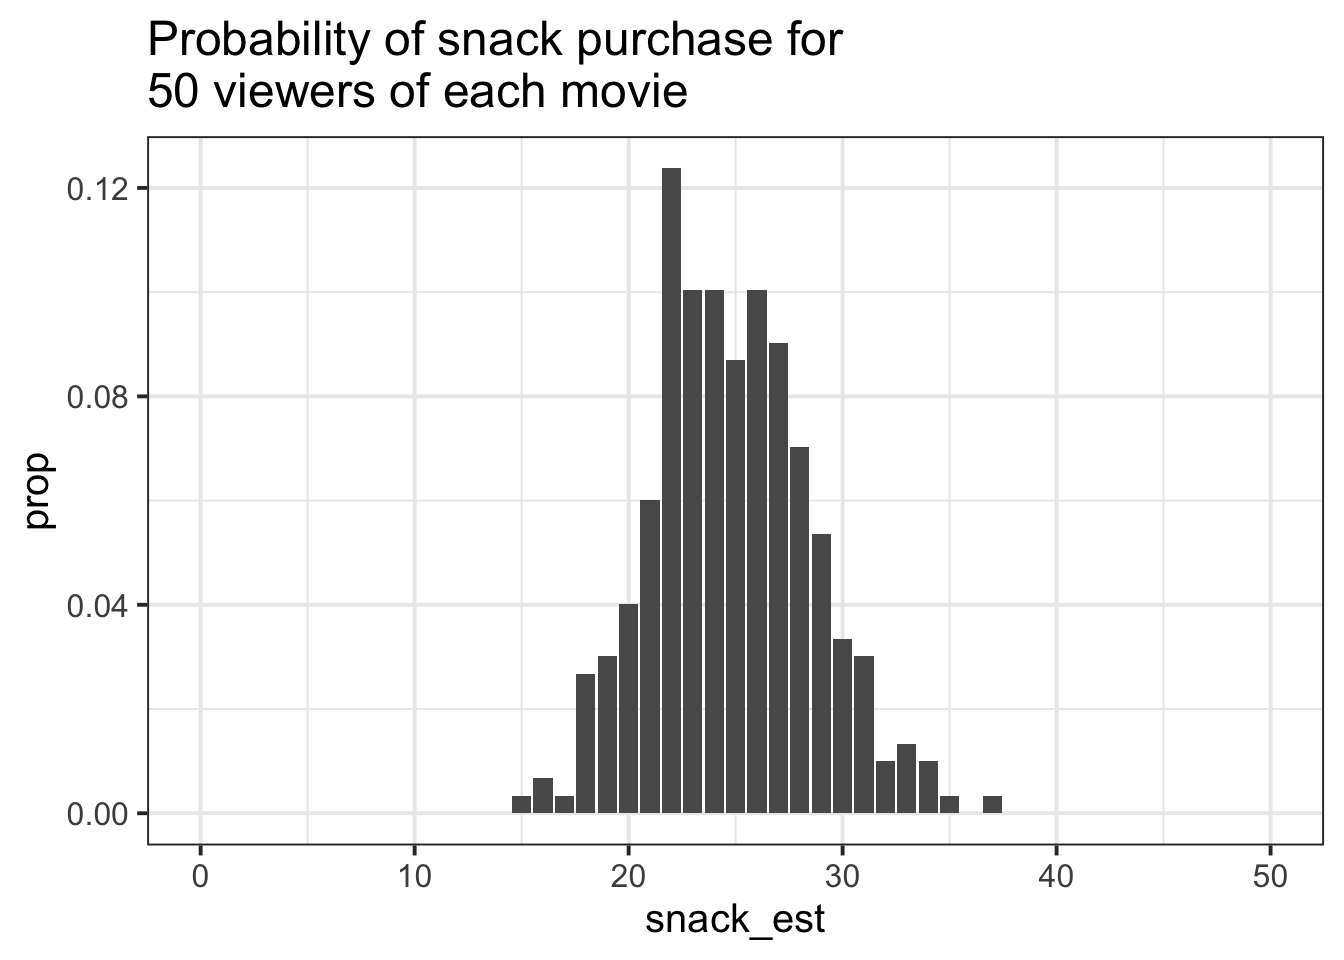 Probability of snack purchase for
50 viewers of each movie
0.12
0.08
0.04
0.00
prop
0 10 20 30 40 50
snack_est